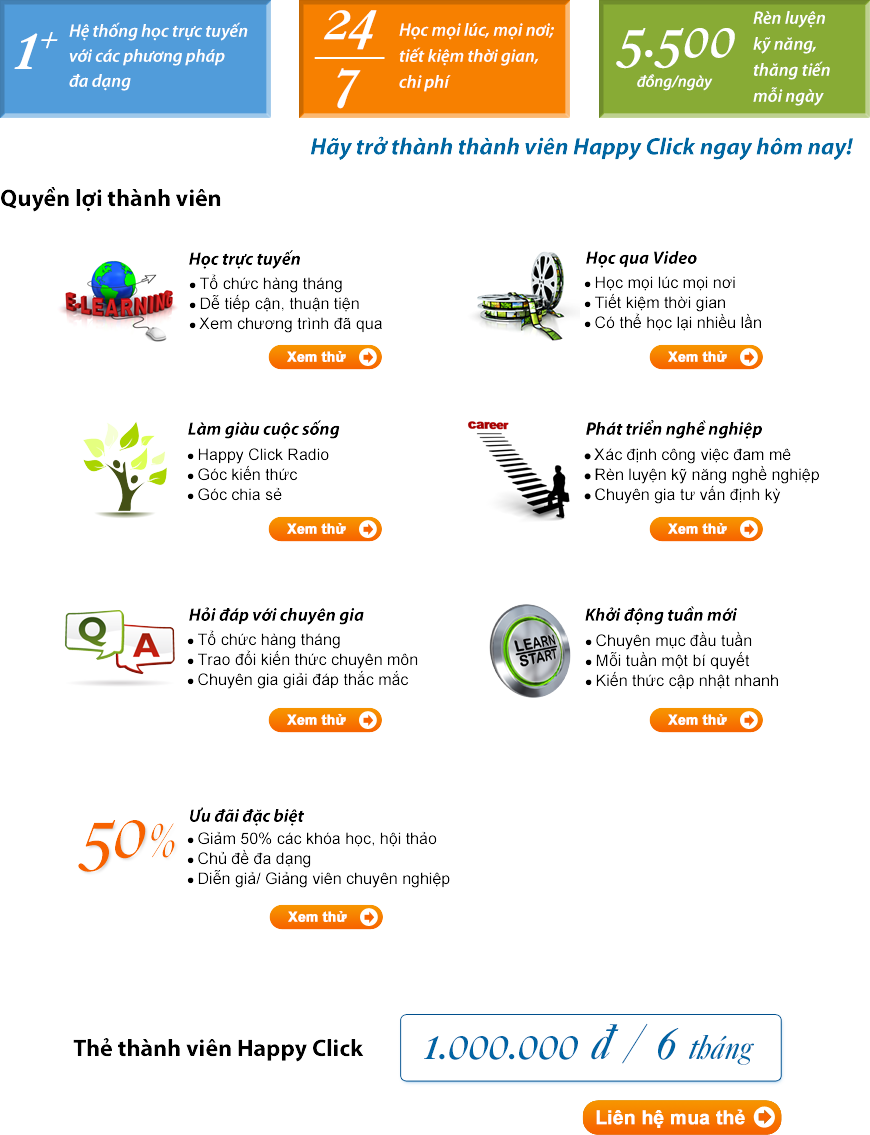 1+
Hệ thống học trực tuyến
với các phương pháp
đa dạng
24
7
Học mọi lúc, mọi nơi;
tiết kiệm thời gian,
chi phí
5.500
đồng/ngày
Rèn luyện
kỹ năng,
thăng tiến
mỗi ngày
Hãy trở thành thành viên Happy Click ngay hôm nay!
Quyền lợi thành viên
E-LEARNING
Học trực tuyến
• Tổ chức hàng tháng
• Dễ tiếp cận, thuận tiện
• Xem chương trình đã qua
Xem thử
Học qua Video
• Học mọi lúc mọi nơi
• Tiết kiệm thời gian
• Có thể học lại nhiều lần
Xem thử
Làm giàu cuộc sống
• Happy Click Radio
• Góc kiến thức
• Góc chia sẻ
Xem thử
career
Phát triển nghề nghiệp
• Xác định công việc đam mê
• Rèn luyện kỹ năng nghề nghiệp
• Chuyên gia tư vấn định kỳ
Xem thử
Q
A
Hỏi đáp với chuyên gia
• Tổ chức hàng tháng
• Trao đổi kiến thức chuyên môn
• Chuyên gia giải đáp thắc mắc
Xem thử
LEARN
START
Khởi động tuần mới
• Chuyên mục đầu tuần
• Mỗi tuần một bí quyết
• Kiến thức cập nhật nhanh
Xem thử
50%
Ưu đãi đặc biệt
• Giảm 50% các khóa học, hội thảo
• Chủ đề đa dạng
• Diễn giả/ Giảng viên chuyên nghiệp
Xem thử
Thẻ thành viên Happy Click
1.000.000 đ / 6 tháng
Liên hệ mua thẻ